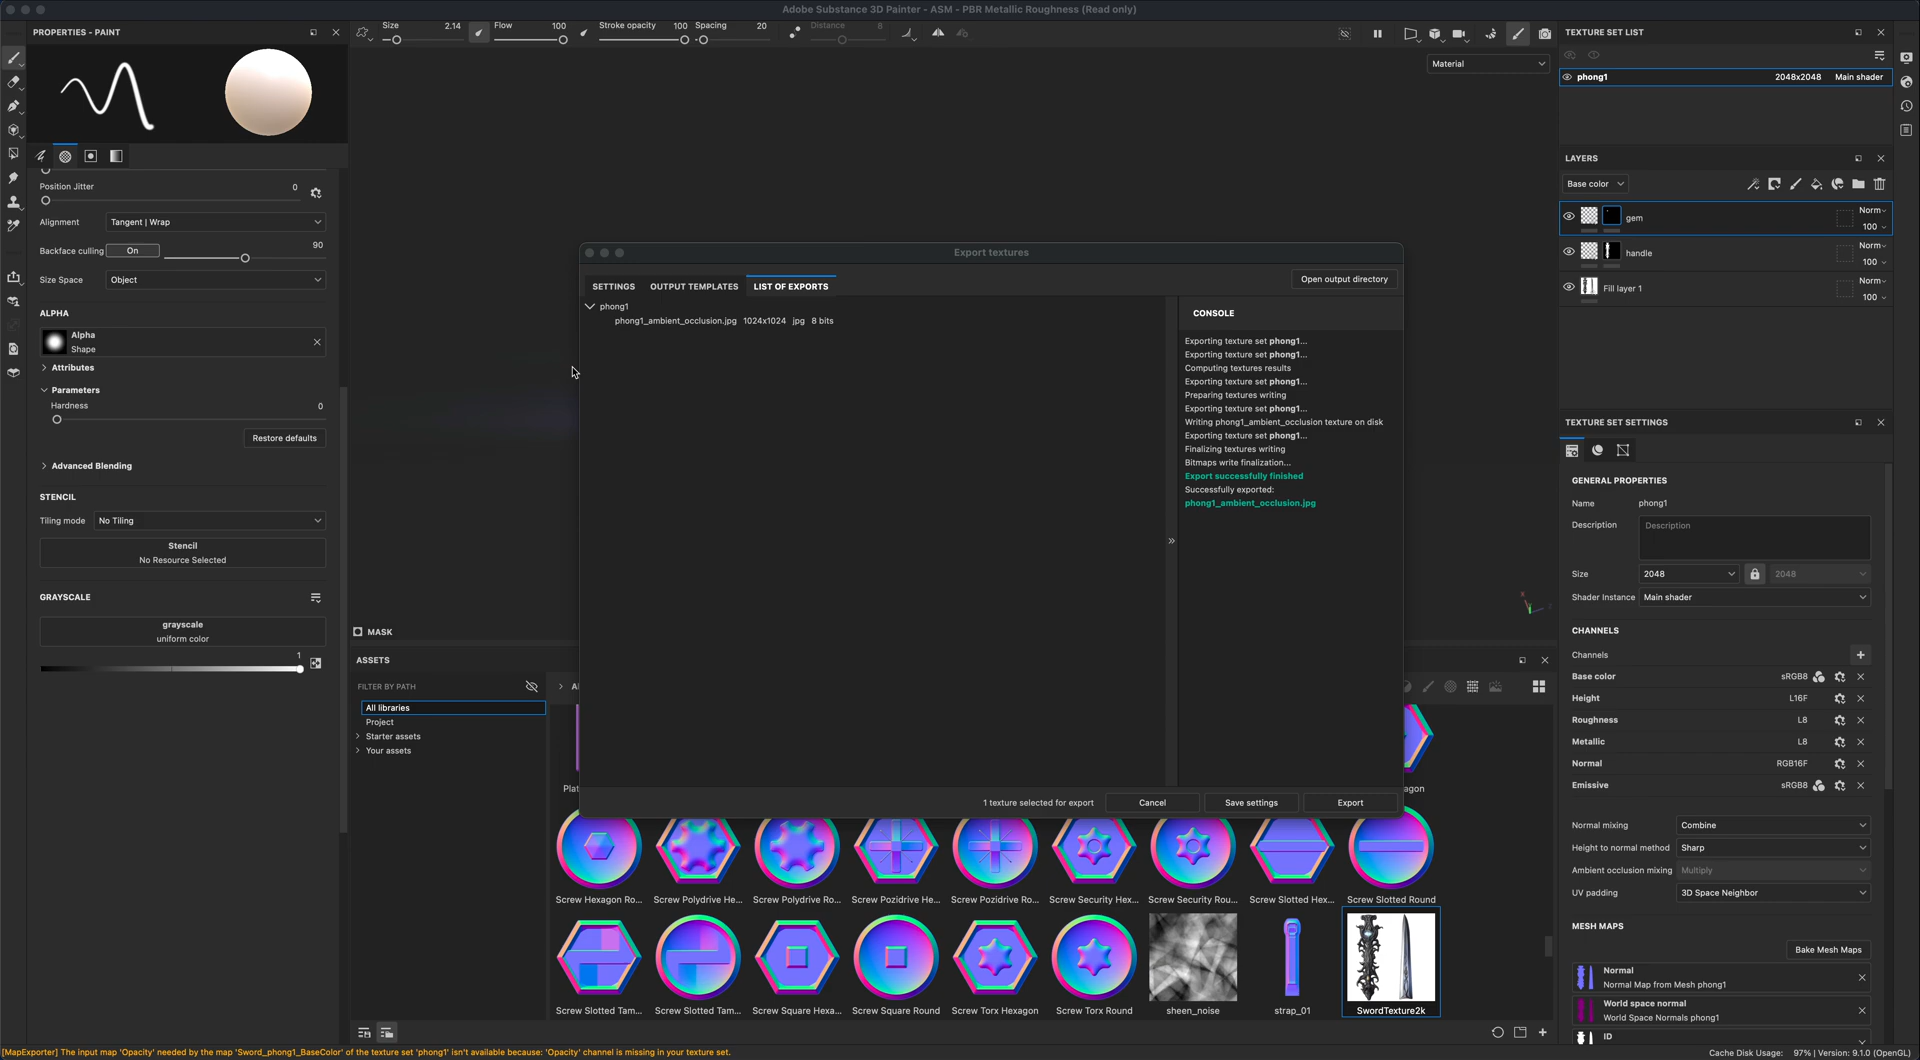 Adobe Substance 3D Painter - ASM - PBR Metallic Roughness (Read only)
PROPERTIES - PAINT
Size 2.14
Flow 100
Stroke opacity 100
Spacing 20
Distance 8
Material
Position Jitter 0
Alignment Tangent | Wrap
Backface culling On 90
Size Space Object
ALPHA
Alpha
Shape
Attributes
Parameters
Hardness 0
Restore defaults
Advanced Blending
STENCIL
Tiling mode No Tiling
Stencil
No Resource Selected
GRAYSCALE
grayscale
uniform color
1
MASK
ASSETS
FILTER BY PATH
All libraries
Project
Starter assets
Your assets
Export textures
SETTINGS OUTPUT TEMPLATES LIST OF EXPORTS
Open output directory
phong1
phong1_ambient_occlusion.jpg 1024x1024 jpg 8 bits
CONSOLE
Exporting texture set phong1...
Exporting texture set phong1...
Computing textures results
Exporting texture set phong1...
Preparing textures writing
Exporting texture set phong1...
Writing phong1_ambient_occlusion texture on disk
Exporting texture set phong1...
Finalizing textures writing
Bitmaps write finalization...
Export successfully finished
Successfully exported:
phong1_ambient_occlusion.jpg
1 texture selected for export
Cancel
Save settings
Export
Plat
agon
Screw Hexagon Ro...
Screw Polydrive He...
Screw Polydrive Ro...
Screw Pozidrive He...
Screw Pozidrive Ro...
Screw Security Hex...
Screw Security Rou...
Screw Slotted Hex...
Screw Slotted Round
Screw Slotted Tam...
Screw Slotted Tam...
Screw Square Hexa...
Screw Square Round
Screw Torx Hexagon
Screw Torx Round
sheen_noise
strap_01
SwordTexture2k
TEXTURE SET LIST
phong1 2048x2048 Main shader
LAYERS
Base color
gem Norm 100
handle Norm 100
Fill layer 1 Norm 100
TEXTURE SET SETTINGS
GENERAL PROPERTIES
Name phong1
Description Description
Size 2048 2048
Shader Instance Main shader
CHANNELS
Channels
Base color sRGB8
Height L16F
Roughness L8
Metallic L8
Normal RGB16F
Emissive sRGB8
Normal mixing Combine
Height to normal method Sharp
Ambient occlusion mixing Multiply
UV padding 3D Space Neighbor
MESH MAPS
Bake Mesh Maps
Normal
Normal Map from Mesh phong1
World space normal
World Space Normals phong1
ID
[MapExporter] The input map 'Opacity' needed by the map 'Sword_phong1_BaseColor' of the texture set 'phong1' isn't available because: 'Opacity' channel is missing in your texture set.
Cache Disk Usage: 97% | Version: 9.1.0 (OpenGL)